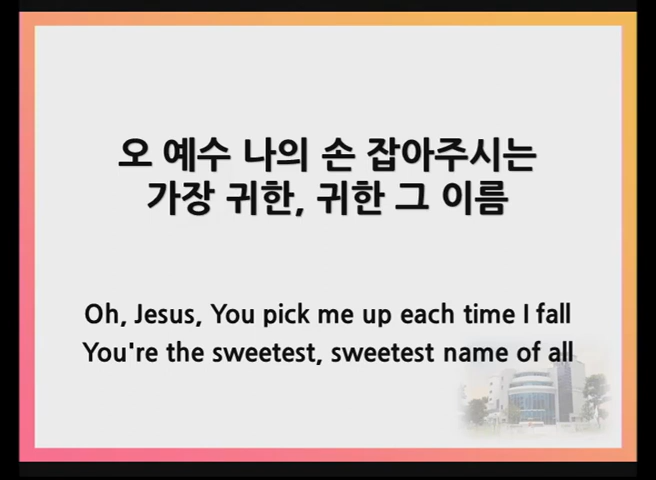 오 예수 나의 손 잡아주시는
가장 귀한, 귀한 그 이름
Oh, Jesus, You pick me up each time I fall
You're the sweetest, sweetest name of all